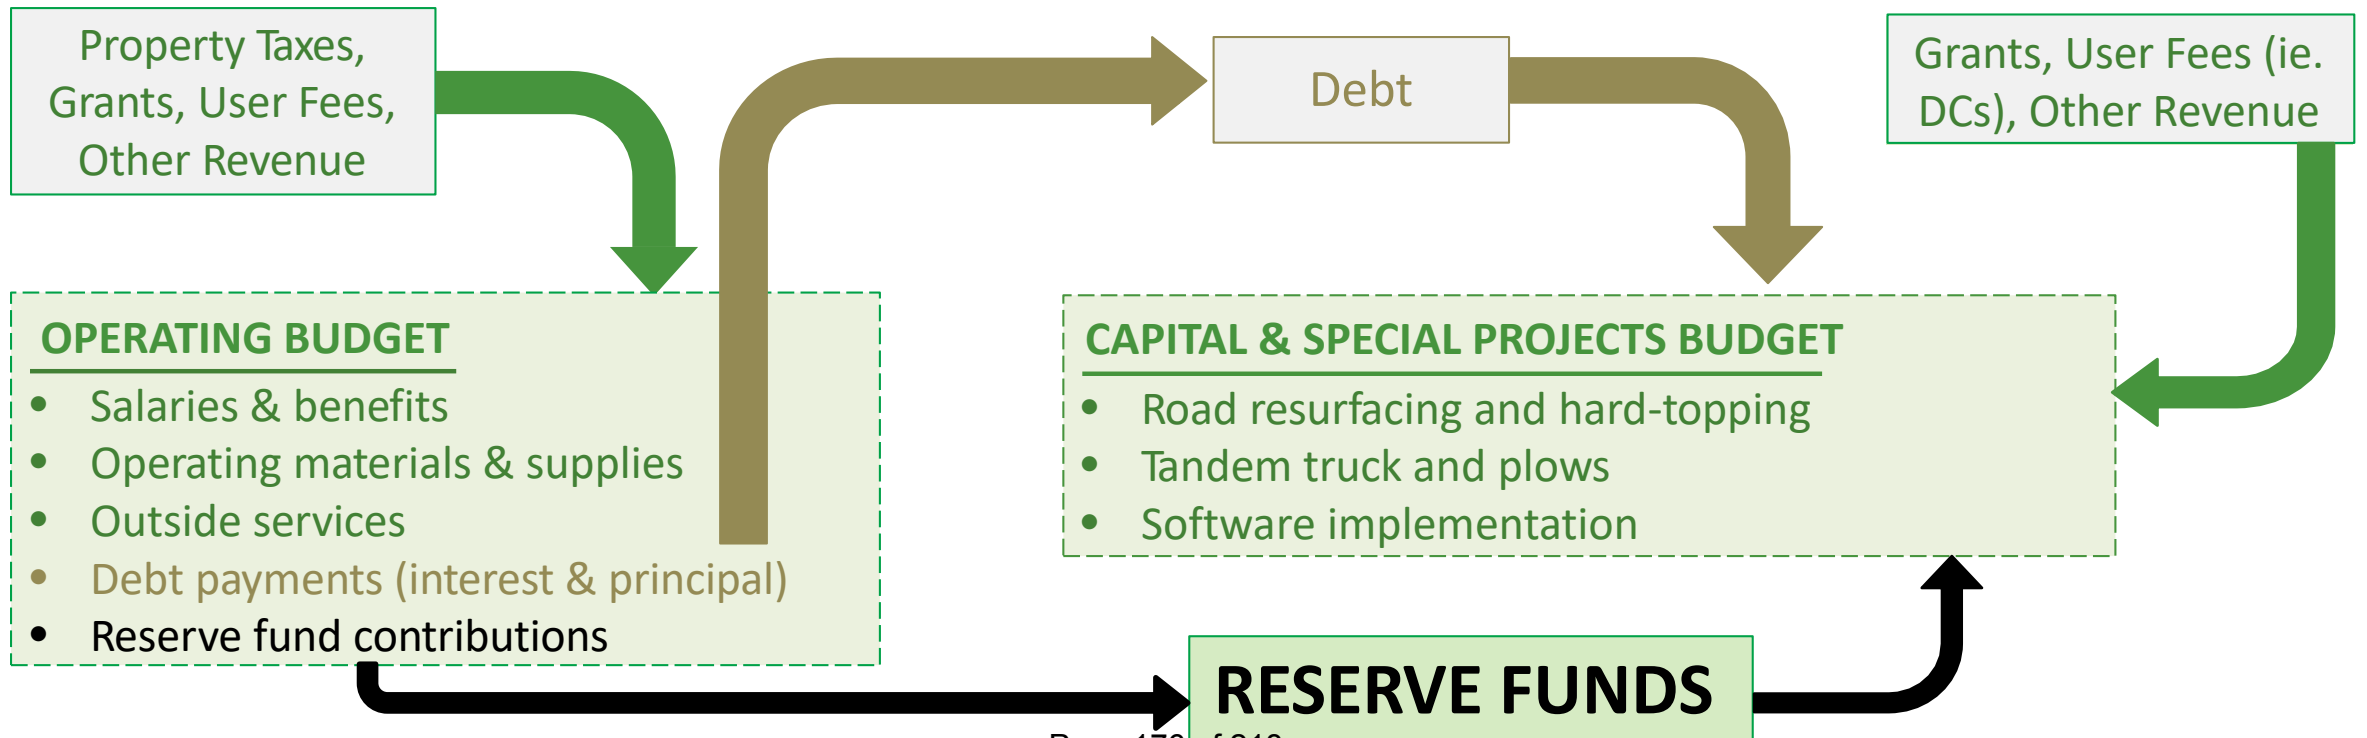 Property Taxes,
Grants, User Fees,
Other Revenue
Debt
Grants, User Fees (ie.
DCs), Other Revenue
OPERATING BUDGET
• Salaries & benefits
• Operating materials & supplies
• Outside services
• Debt payments (interest & principal)
• Reserve fund contributions
CAPITAL & SPECIAL PROJECTS BUDGET
• Road resurfacing and hard-topping
• Tandem truck and plows
• Software implementation
RESERVE FUNDS